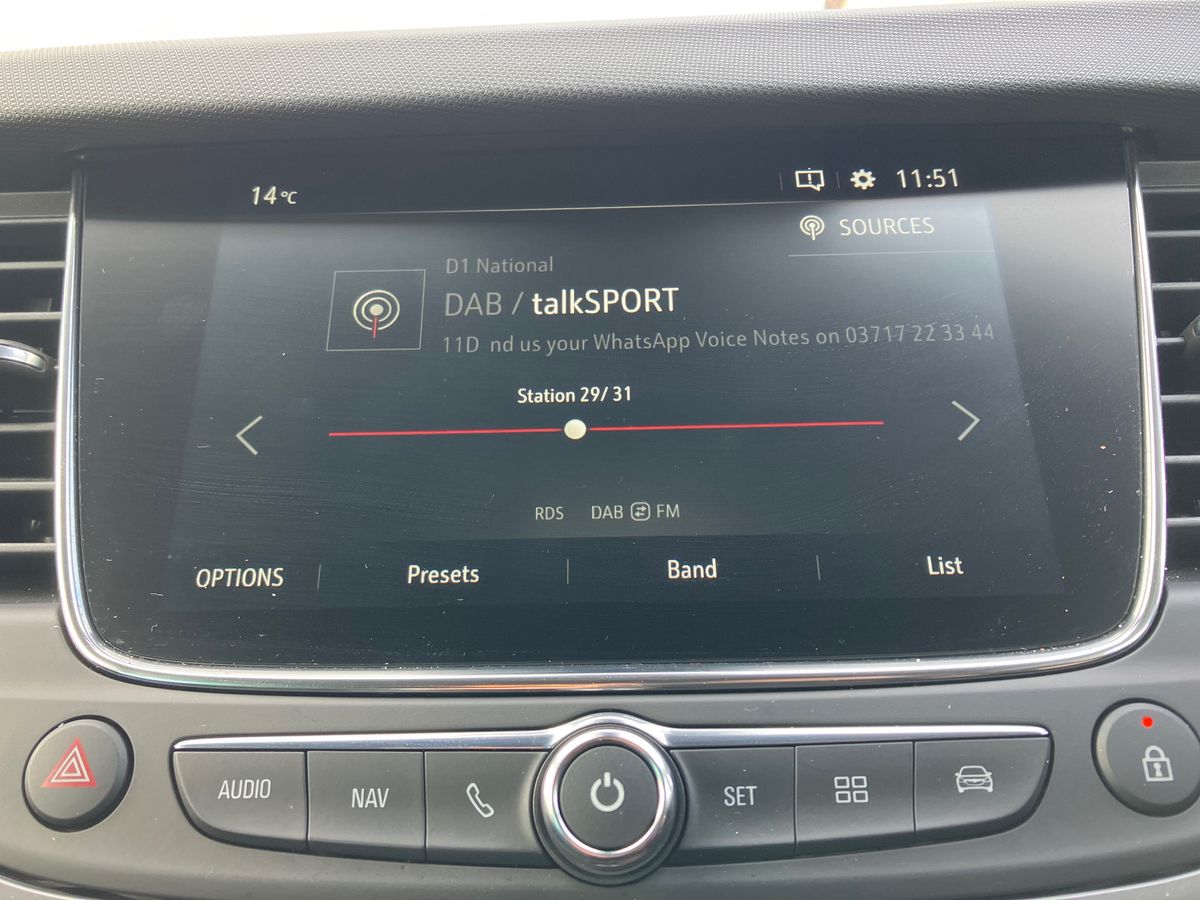 14°C 11:51
SOURCES
D1 National
DAB / talkSPORT
11D nd us your WhatsApp Voice Notes on 03717 22 33 44
Station 29/ 31
RDS DAB FM
OPTIONS Presets Band List
AUDIO NAV SET